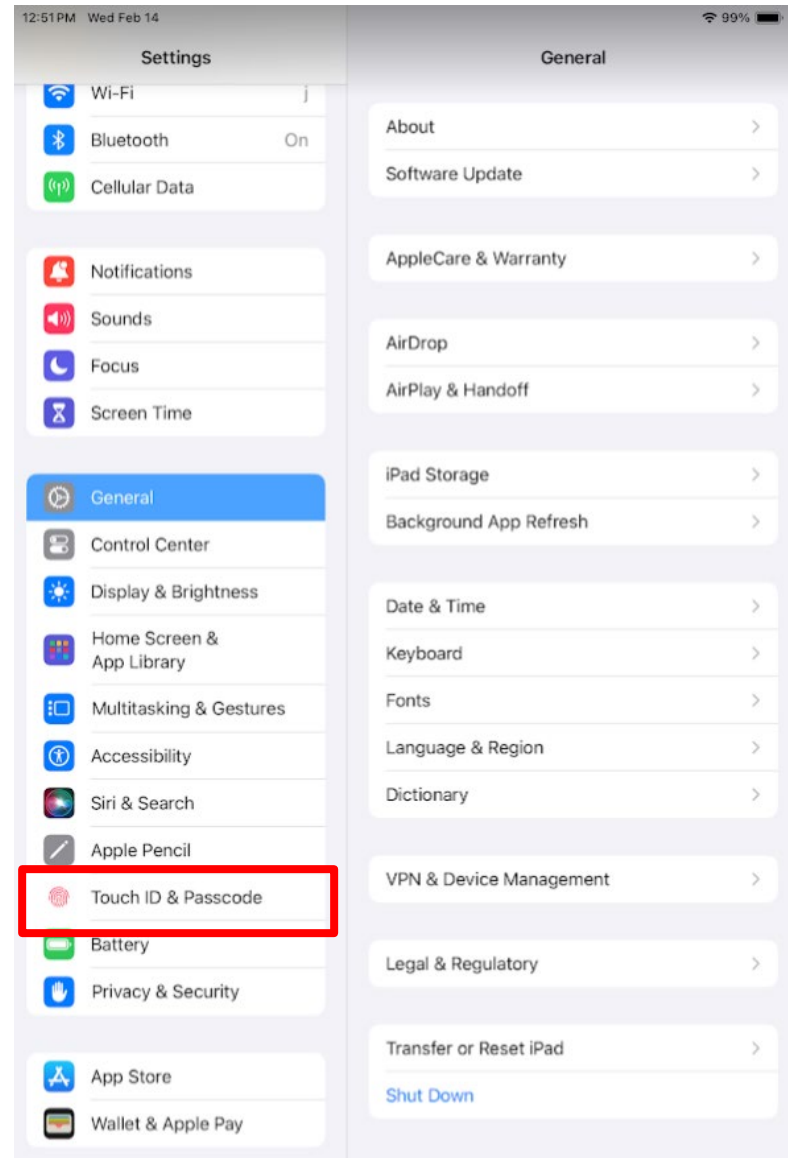 12:51 PM Wed Feb 14
99%
Settings
Wi-Fi j
Bluetooth On
Cellular Data
Notifications
Sounds
Focus
Screen Time
General
Control Center
Display & Brightness
Home Screen &
App Library
Multitasking & Gestures
Accessibility
Siri & Search
Apple Pencil
Touch ID & Passcode
Battery
Privacy & Security
App Store
Wallet & Apple Pay
General
About
Software Update
AppleCare & Warranty
AirDrop
AirPlay & Handoff
iPad Storage
Background App Refresh
Date & Time
Keyboard
Fonts
Language & Region
Dictionary
VPN & Device Management
Legal & Regulatory
Transfer or Reset iPad
Shut Down